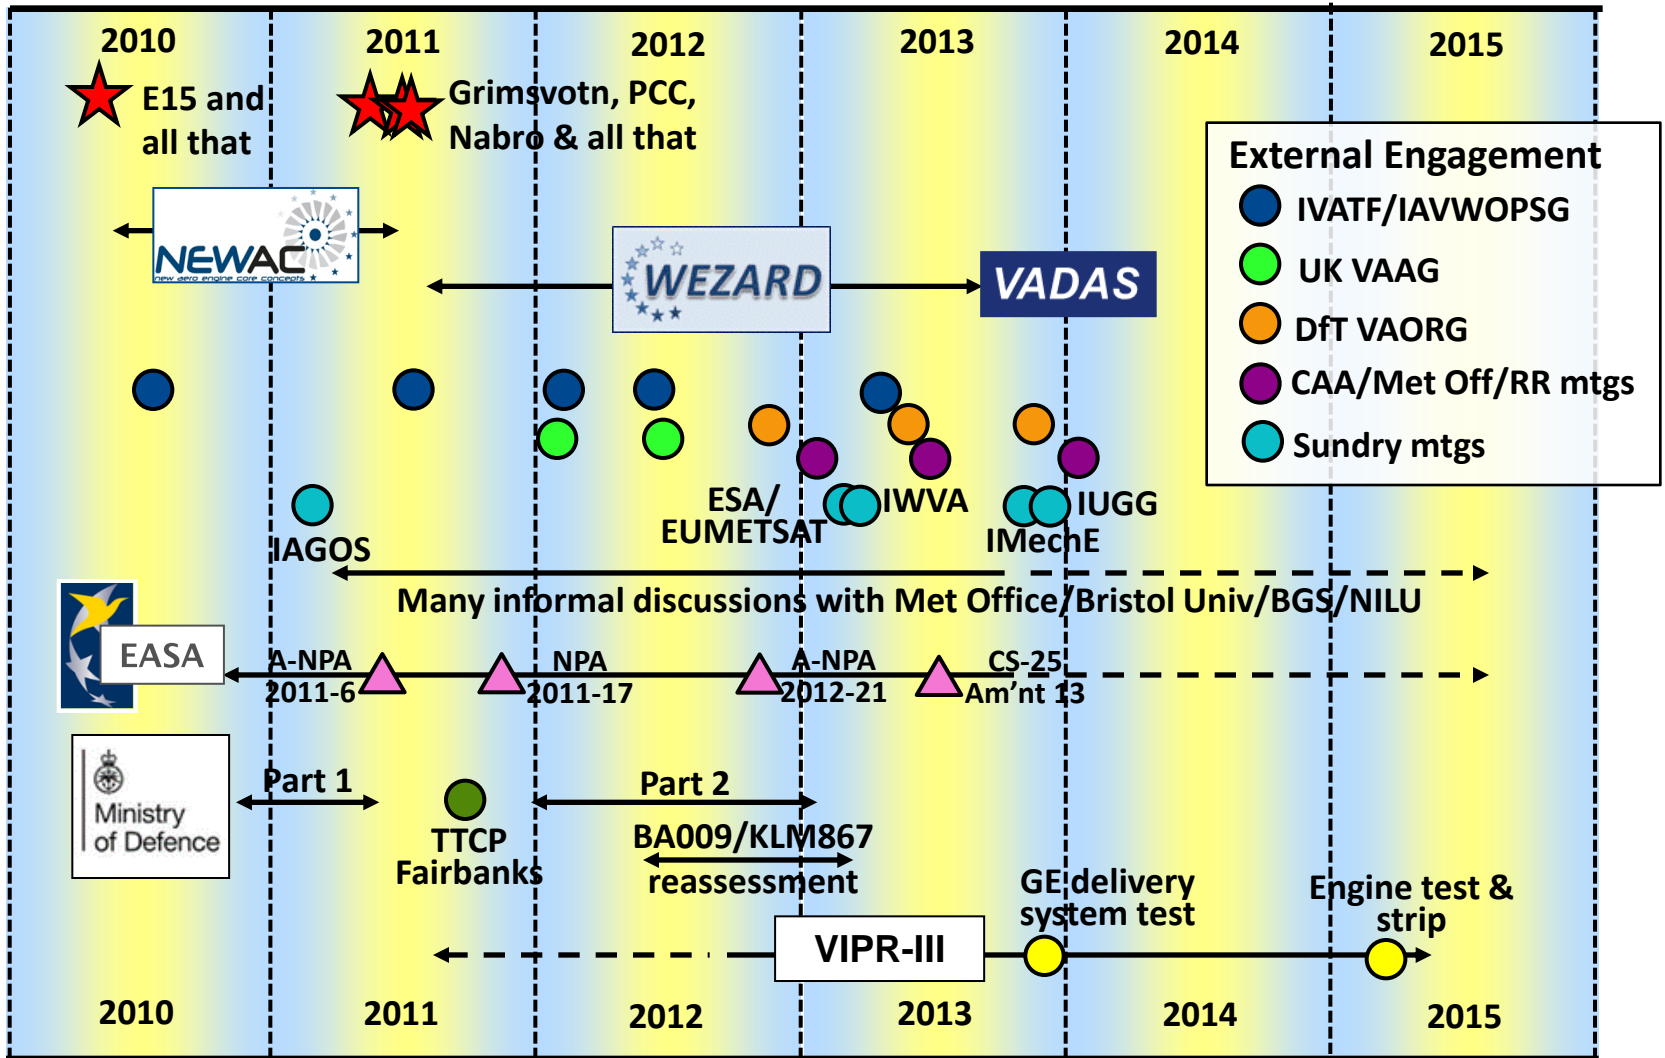 2010
2011
2012
2013
2014
2015
E15 and
all that
Grimsvotn, PCC,
Nabro & all that
External Engagement
IVATF/IAVWOPSG
UK VAAG
DfT VAORG
CAA/Met Off/RR mtgs
Sundry mtgs
NEWAC
new aero engine core concepts
WEZARD
VADAS
ESA/
EUMETSAT
IWVA
IUGG
IMechE
IAGOS
Many informal discussions with Met Office/Bristol Univ/BGS/NILU
EASA
A-NPA
2011-6
NPA
2011-17
A-NPA
2012-21
CS-25
Am'nt 13
Ministry
of Defence
Part 1
Part 2
TTCP
Fairbanks
BA009/KLM867
reassessment
GE delivery
system test
Engine test &
strip
VIPR-III
2010
2011
2012
2013
2014
2015